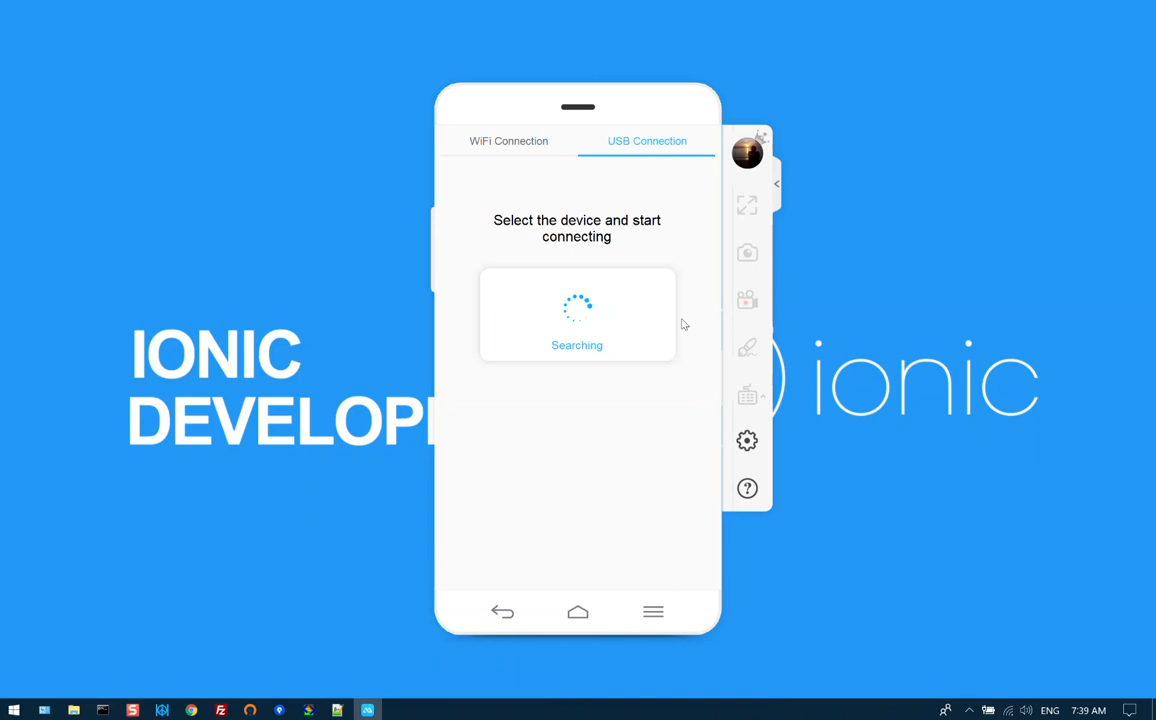 WiFi Connection
USB Connection
Select the device and start
connecting
Searching
IONIC
DEVELOP
ionic
?
ENG
7:39 AM